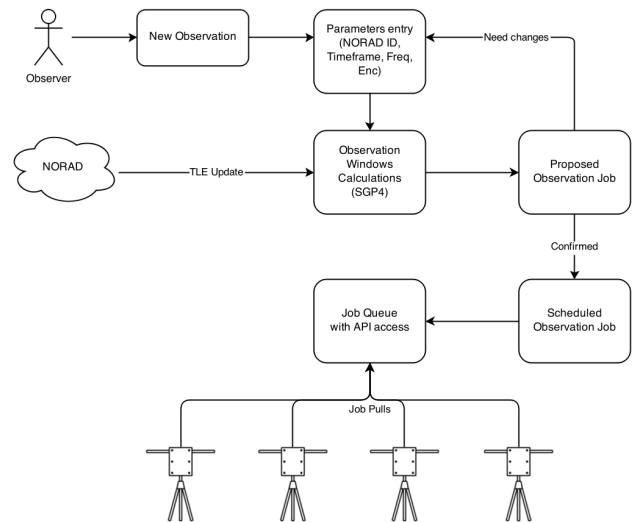 Observer
New Observation
Parameters entry
(NORAD ID,
Timeframe, Freq,
Enc)
Need changes
NORAD
TLE Update
Observation
Windows
Calculations
(SGP4)
Proposed
Observation Job
Confirmed
Job Queue
with API access
Scheduled
Observation Job
Job Pulls